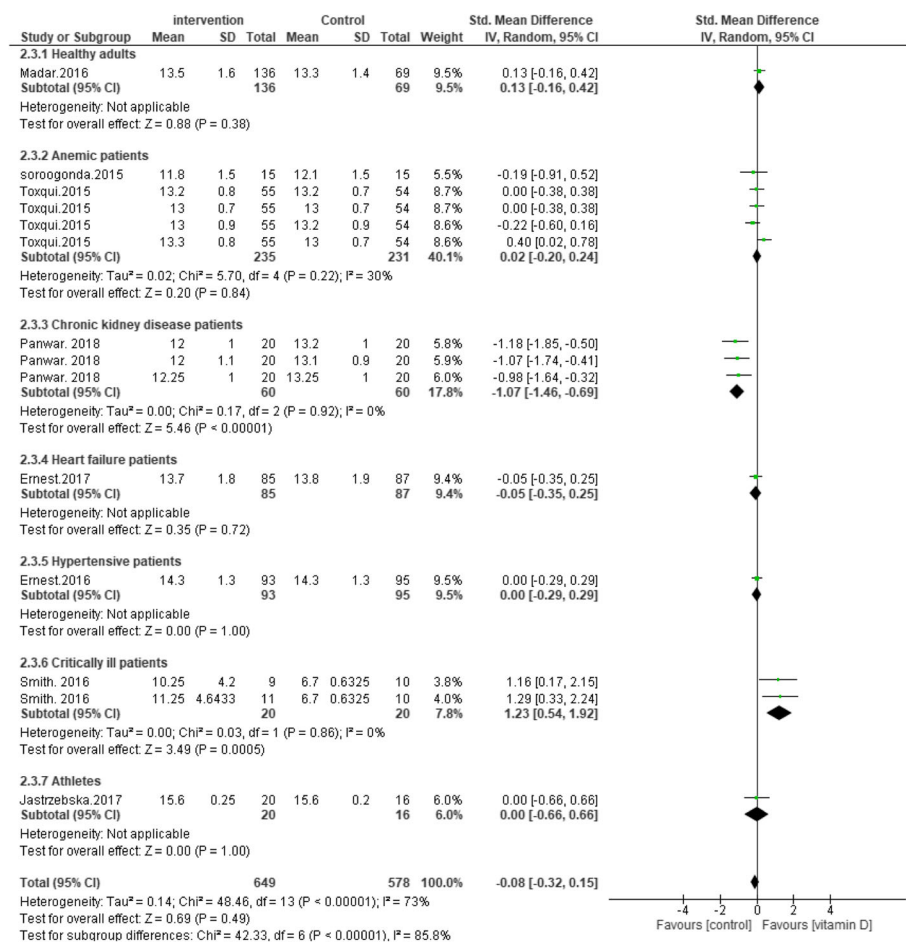 intervention Control Std. Mean Difference Std. Mean Difference
Study or Subgroup Mean SD Total Mean SD Total Weight IV, Random, 95% CI IV, Random, 95% CI
2.3.1 Healthy adults
Madar.2016 13.5 1.6 136 13.3 1.4 69 9.5% 0.13 [-0.16, 0.42]
Subtotal (95% CI) 136 69 9.5% 0.13 [-0.16, 0.42]
Heterogeneity: Not applicable
Test for overall effect: Z = 0.88 (P = 0.38)
2.3.2 Anemic patients
soroogonda.2015 11.8 1.5 15 12.1 1.5 15 5.5% -0.19 [-0.91, 0.52]
Toxqui.2015 13.2 0.8 55 13.2 0.7 54 8.7% 0.00 [-0.38, 0.38]
Toxqui.2015 13 0.7 55 13 0.7 54 8.7% 0.00 [-0.38, 0.38]
Toxqui.2015 13 0.9 55 13.2 0.9 54 8.7% -0.22 [-0.60, 0.16]
Toxqui.2015 13.3 0.8 55 13 0.7 54 8.6% 0.40 [0.02, 0.78]
Subtotal (95% CI) 235 231 40.1% 0.02 [-0.20, 0.24]
Heterogeneity: Tau² = 0.02; Chi² = 5.70, df = 4 (P = 0.22); I² = 30%
Test for overall effect: Z = 0.20 (P = 0.84)
2.3.3 Chronic kidney disease patients
Panwar. 2018 12 1 20 13.2 1 20 5.8% -1.18 [-1.85, -0.50]
Panwar. 2018 12 1.1 20 13.1 0.9 20 5.9% -1.07 [-1.74, -0.41]
Panwar. 2018 12.25 1 20 13.25 1 20 6.0% -0.98 [-1.64, -0.32]
Subtotal (95% CI) 60 60 17.8% -1.07 [-1.46, -0.69]
Heterogeneity: Tau² = 0.00; Chi² = 0.17, df = 2 (P = 0.92); I² = 0%
Test for overall effect: Z = 5.46 (P < 0.00001)
2.3.4 Heart failure patients
Ernest.2017 13.7 1.8 85 13.8 1.9 87 9.4% -0.05 [-0.35, 0.25]
Subtotal (95% CI) 85 87 9.4% -0.05 [-0.35, 0.25]
Heterogeneity: Not applicable
Test for overall effect: Z = 0.35 (P = 0.72)
2.3.5 Hypertensive patients
Ernest.2016 14.3 1.3 93 14.3 1.3 95 9.5% 0.00 [-0.29, 0.29]
Subtotal (95% CI) 93 95 9.5% 0.00 [-0.29, 0.29]
Heterogeneity: Not applicable
Test for overall effect: Z = 0.00 (P = 1.00)
2.3.6 Critically ill patients
Smith. 2016 10.25 4.2 9 6.7 0.6325 10 3.8% 1.16 [0.17, 2.15]
Smith. 2016 11.25 4.6433 11 6.7 0.6325 10 4.0% 1.29 [0.33, 2.24]
Subtotal (95% CI) 20 20 7.8% 1.23 [0.54, 1.92]
Heterogeneity: Tau² = 0.00; Chi² = 0.03, df = 1 (P = 0.86); I² = 0%
Test for overall effect: Z = 3.49 (P = 0.0005)
2.3.7 Athletes
Jastrzebska.2017 15.6 0.25 20 15.6 0.2 16 6.0% 0.00 [-0.66, 0.66]
Subtotal (95% CI) 20 16 6.0% 0.00 [-0.66, 0.66]
Heterogeneity: Not applicable
Test for overall effect: Z = 0.00 (P = 1.00)
Total (95% CI) 649 578 100.0% -0.08 [-0.32, 0.15]
Heterogeneity: Tau² = 0.14; Chi² = 48.46, df = 13 (P < 0.00001); I² = 73%
Test for overall effect: Z = 0.69 (P = 0.49)
Test for subgroup differences: Chi² = 42.33, df = 6 (P < 0.00001), I² = 85.8%
-4 -2 0 2 4
Favours [control] Favours [vitamin D]